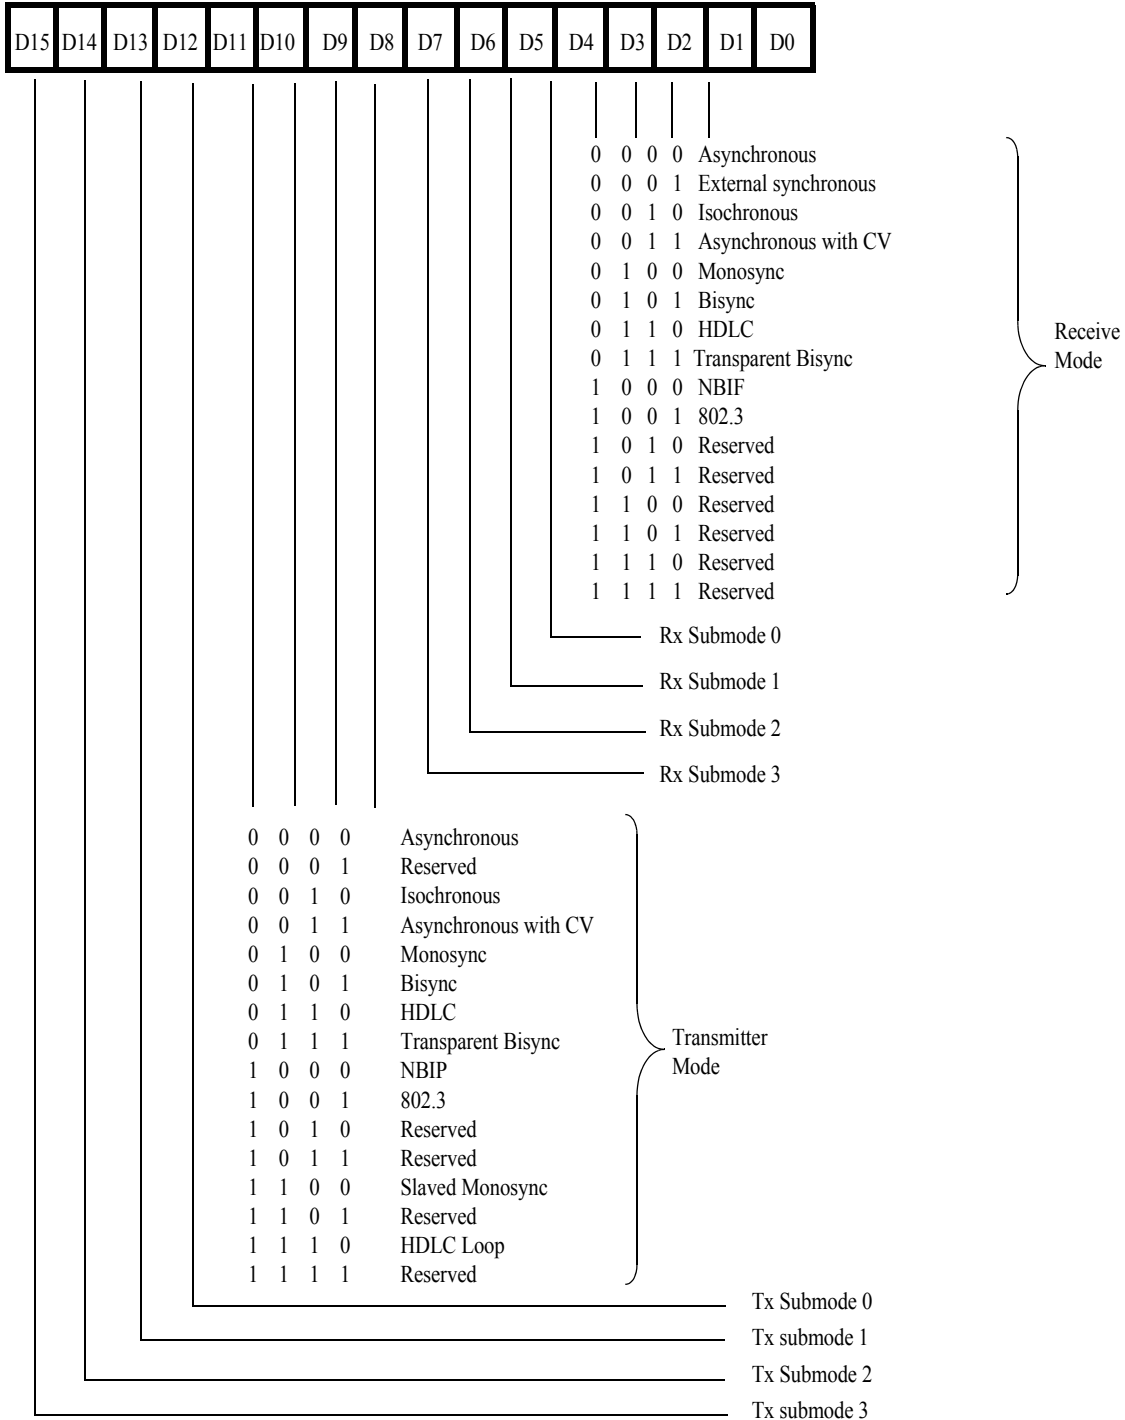 D15 D14 D13 D12 D11 D10 D9 D8 D7 D6 D5 D4 D3 D2 D1 D0
0 0 0 0 Asynchronous
0 0 0 1 External synchronous
0 0 1 0 Isochronous
0 0 1 1 Asynchronous with CV
0 1 0 0 Monosync
0 1 0 1 Bisync
0 1 1 0 HDLC
0 1 1 1 Transparent Bisync
1 0 0 0 NBIF
1 0 0 1 802.3
1 0 1 0 Reserved
1 0 1 1 Reserved
1 1 0 0 Reserved
1 1 0 1 Reserved
1 1 1 0 Reserved
1 1 1 1 Reserved
Receive
Mode
Rx Submode 0
Rx Submode 1
Rx Submode 2
Rx Submode 3
0 0 0 0 Asynchronous
0 0 0 1 Reserved
0 0 1 0 Isochronous
0 0 1 1 Asynchronous with CV
0 1 0 0 Monosync
0 1 0 1 Bisync
0 1 1 0 HDLC
0 1 1 1 Transparent Bisync
1 0 0 0 NBIP
1 0 0 1 802.3
1 0 1 0 Reserved
1 0 1 1 Reserved
1 1 0 0 Slaved Monosync
1 1 0 1 Reserved
1 1 1 0 HDLC Loop
1 1 1 1 Reserved
Transmitter
Mode
Tx Submode 0
Tx submode 1
Tx Submode 2
Tx submode 3